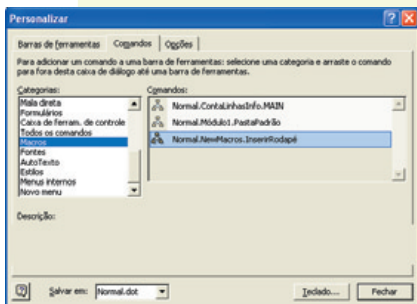 Personalizar
Barras de ferramentas Comandos Opções
Para adicionar um comando a uma barra de ferramentas: selecione uma categoria e arraste o comando
para fora desta caixa de diálogo até uma barra de ferramentas.
Categorias: Comandos:
Mala direta
Formulários
Caixa de ferram. de controle
Todos os comandos
Macros
Fontes
AutoTexto
Estilos
Menus internos
Novo menu
Normal.ContaLinhasInfo.MAIN
Normal.Módulo1.PastaPadrão
Normal.NewMacros.InserirRodapé
Descrição:
Salvar em: Normal.dot Teclado... Fechar